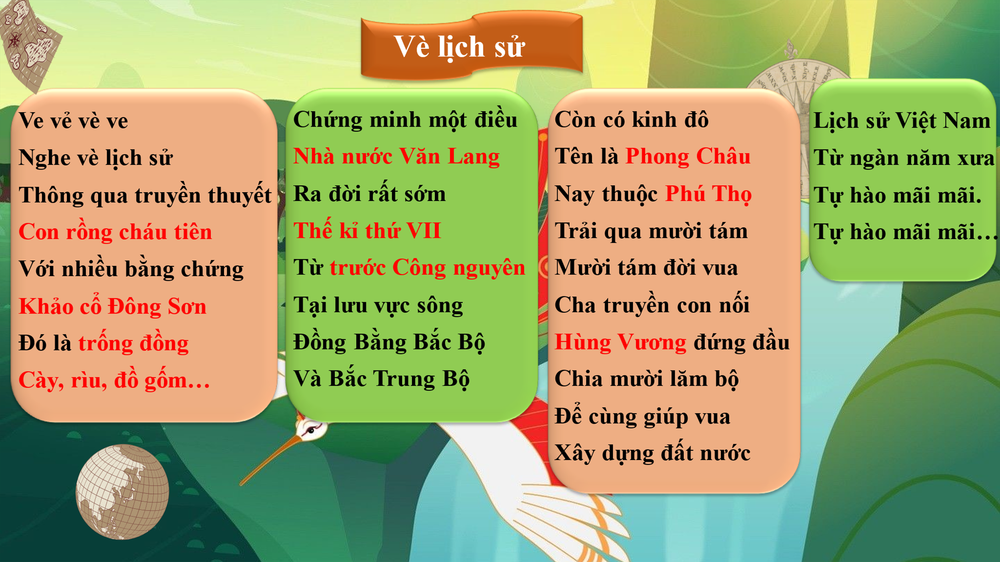 Vè lịch sử
Ve vẻ vè ve
Nghe vè lịch sử
Thông qua truyền thuyết
Con rồng cháu tiên
Với nhiều bằng chứng
Khảo cổ Đông Sơn
Đó là trống đồng
Cày, rìu, đồ gốm…
Chứng minh một điều
Nhà nước Văn Lang
Ra đời rất sớm
Thế kỉ thứ VII
Từ trước Công nguyên
Tại lưu vực sông
Đồng Bằng Bắc Bộ
Và Bắc Trung Bộ
Còn có kinh đô
Tên là Phong Châu
Nay thuộc Phú Thọ
Trải qua mười tám
Mười tám đời vua
Cha truyền con nối
Hùng Vương đứng đầu
Chia mười lăm bộ
Để cùng giúp vua
Xây dựng đất nước
Lịch sử Việt Nam
Từ ngàn năm xưa
Tự hào mãi mãi.
Tự hào mãi mãi…